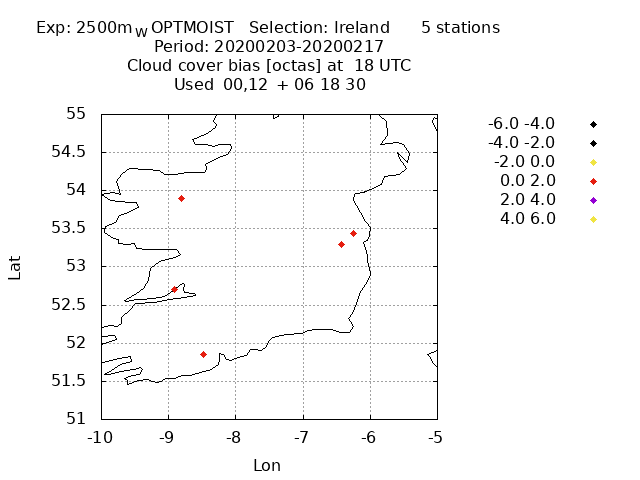 Exp: 2500m_W OPTMOIST   Selection: Ireland      5 stations
Period: 20200203-20200217
Cloud cover bias [octas] at  18 UTC
Used  00,12  + 06 18 30
-6.0 -4.0
-4.0 -2.0
-2.0 0.0
0.0 2.0
2.0 4.0
4.0 6.0
55
54.5
54
53.5
53
52.5
52
51.5
51
Lat
-10 -9 -8 -7 -6 -5
Lon